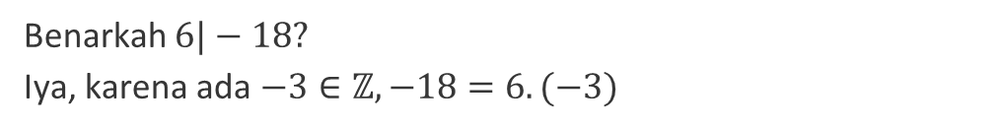 Benarkah 6| − 18?
Iya, karena ada −3 ∈ ℤ, −18 = 6. (−3)